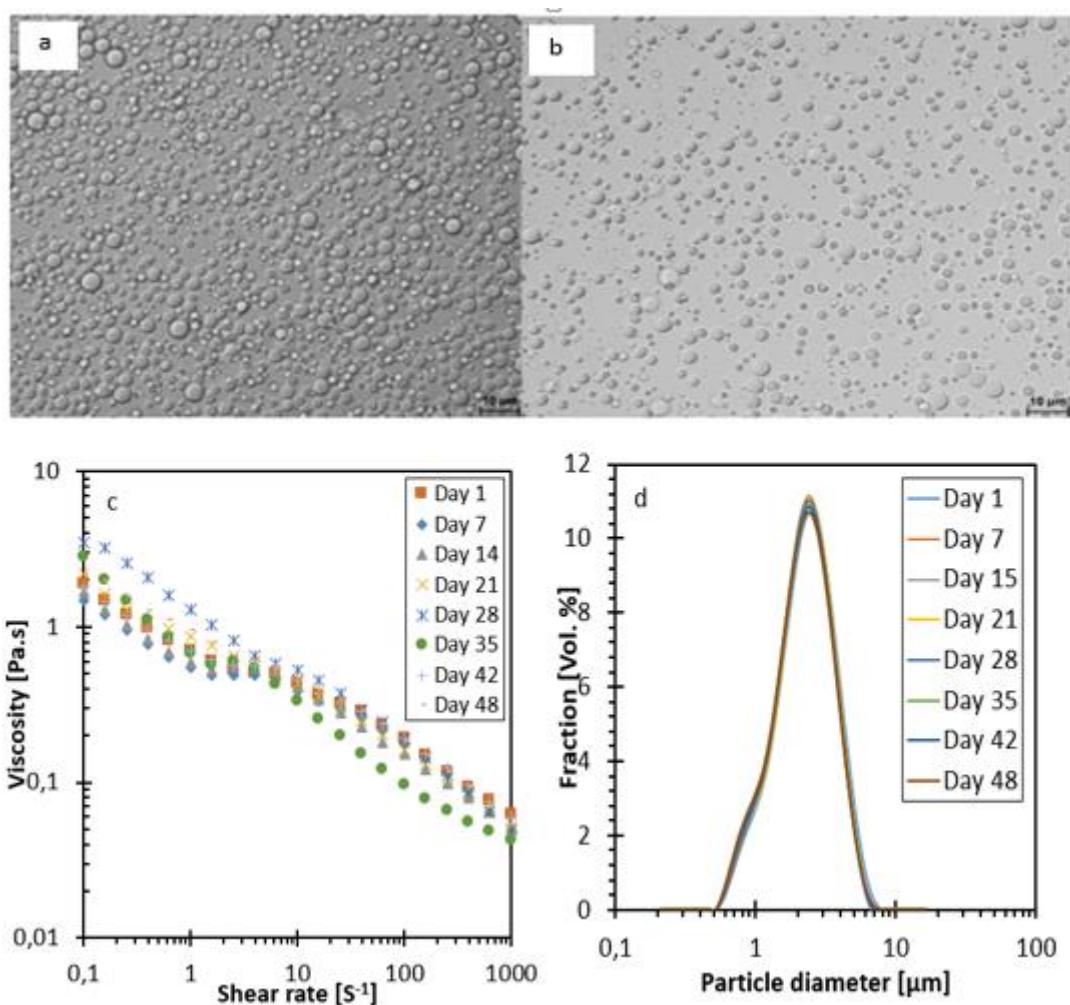 a
b
10 µm
10 µm
c
Viscosity [Pa.s]
10
1
0,1
0,01
0,1
1
10
100
1000
Shear rate [S-1]
Day 1
Day 7
Day 14
Day 21
Day 28
Day 35
Day 42
Day 48
d
Fraction [Vol. %]
12
10
8
6
4
2
0
0,1
1
10
100
Particle diameter [µm]
Day 1
Day 7
Day 15
Day 21
Day 28
Day 35
Day 42
Day 48